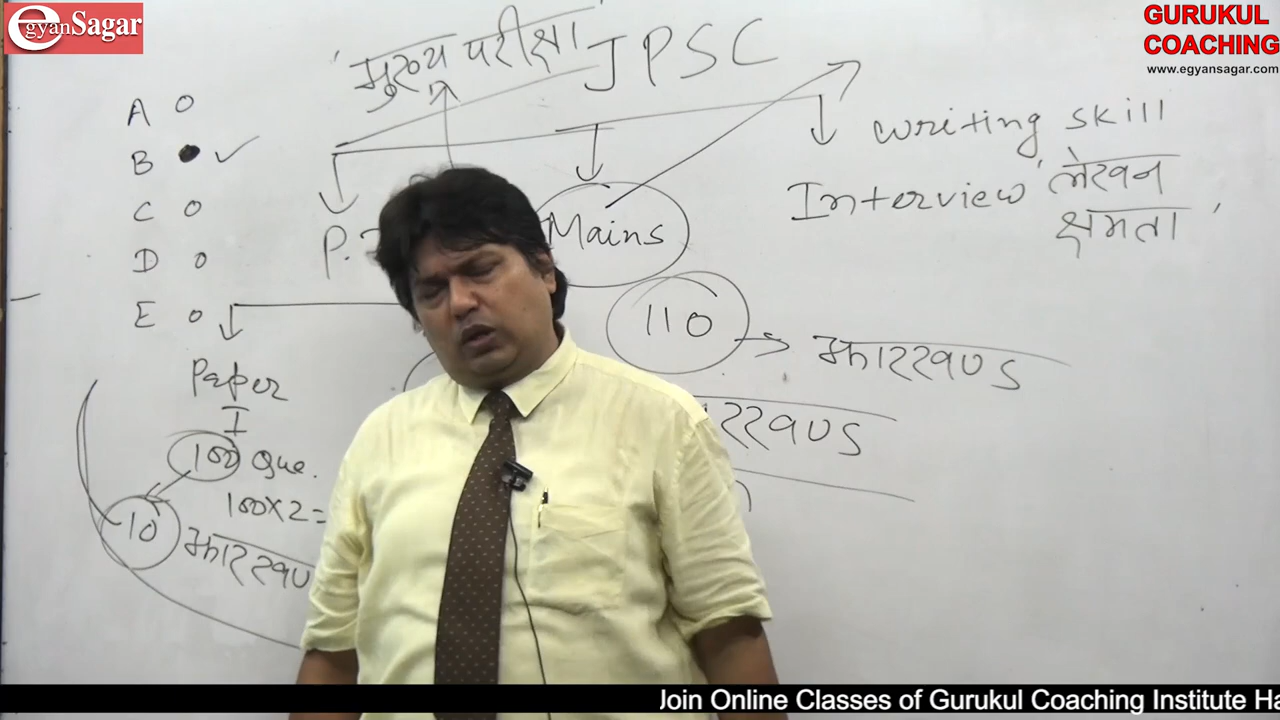 egyanSagar
GURUKUL
COACHING
www.egyansagar.com
' मुख्य परीक्षा '
JPSC
A
B
C
D
E
Mains
writing skill
Interview
' लेखन
क्षमता '
Paper
I
100 Que.
100x2=
10
110
Join Online Classes of Gurukul Coaching Institute Ha